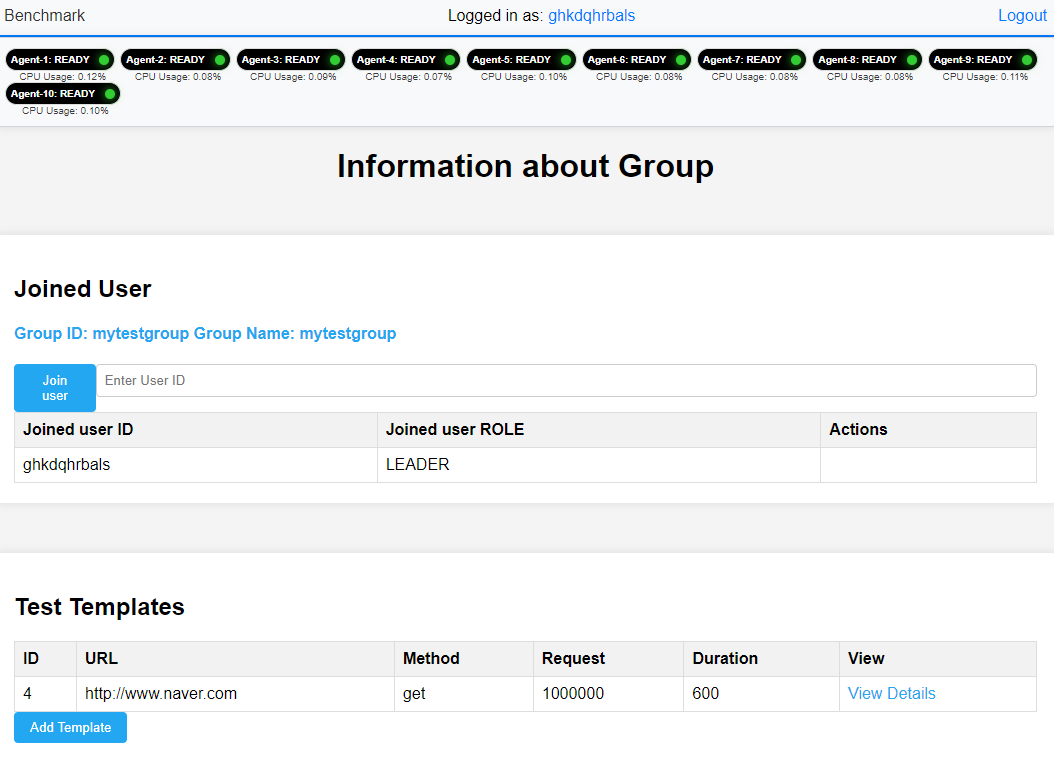 Benchmark Logged in as: ghkdqhrbals Logout
Agent-1: READY Agent-2: READY Agent-3: READY Agent-4: READY Agent-5: READY Agent-6: READY Agent-7: READY Agent-8: READY Agent-9: READY
CPU Usage: 0.12% CPU Usage: 0.08% CPU Usage: 0.09% CPU Usage: 0.07% CPU Usage: 0.10% CPU Usage: 0.08% CPU Usage: 0.08% CPU Usage: 0.08% CPU Usage: 0.11%
Agent-10: READY
CPU Usage: 0.10%
Information about Group
Joined User
Group ID: mytestgroup Group Name: mytestgroup
Join user Enter User ID
Joined user ID Joined user ROLE Actions
ghkdqhrbals LEADER
Test Templates
ID URL Method Request Duration View
4 http://www.naver.com get 1000000 600 View Details
Add Template